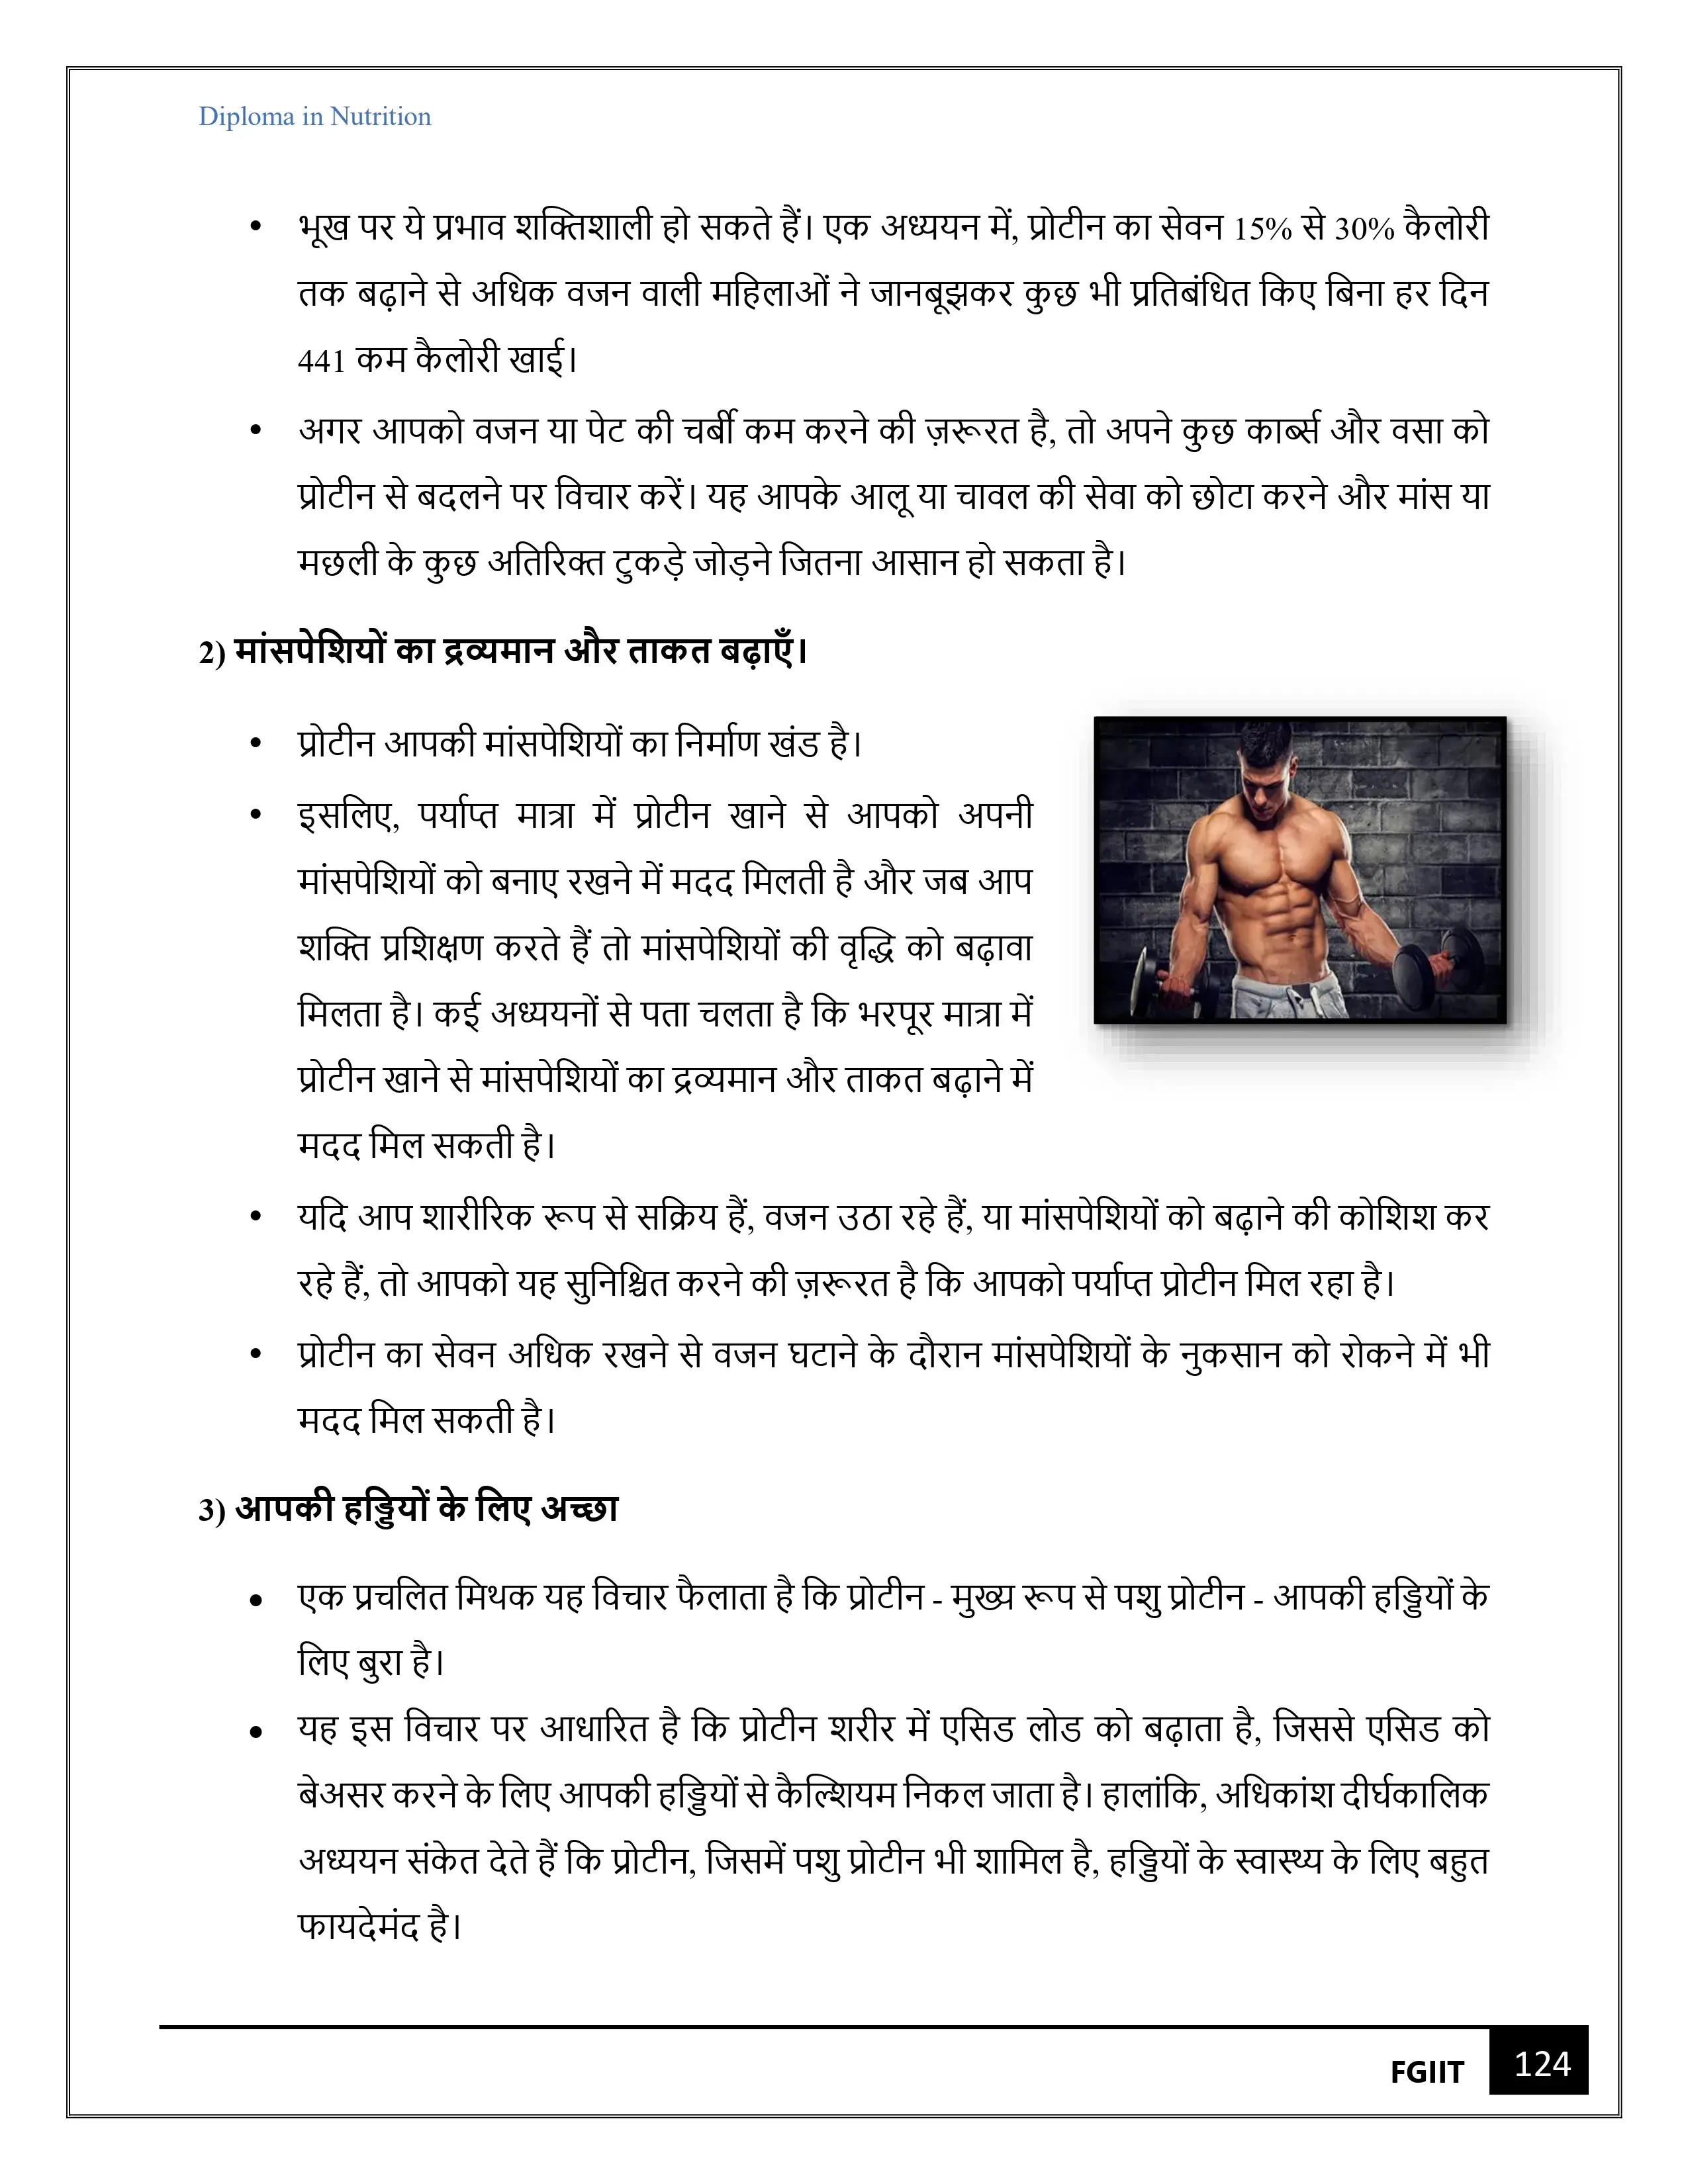 Diploma in Nutrition
• भूख पर ये प्रभाव शक्तिशाली हो सकते हैं। एक अध्ययन में, प्रोटीन का सेवन 15% से 30% कैलोरी
तक बढ़ाने से अधिक वजन वाली महिलाओं ने जानबूझकर कुछ भी प्रतिबंधित किए बिना हर दिन
441 कम कैलोरी खाई।
• अगर आपको वजन या पेट की चर्बी कम करने की ज़रूरत है, तो अपने कुछ कार्ब्स और वसा को
प्रोटीन से बदलने पर विचार करें। यह आपके आलू या चावल की सेवा को छोटा करने और मांस या
मछली के कुछ अतिरिक्त टुकड़े जोड़ने जितना आसान हो सकता है।
2) मांसपेशियों का द्रव्यमान और ताकत बढ़ाएँ।
• प्रोटीन आपकी मांसपेशियों का निर्माण खंड है।
• इसलिए, पर्याप्त मात्रा में प्रोटीन खाने से आपको अपनी
मांसपेशियों को बनाए रखने में मदद मिलती है और जब आप
शक्ति प्रशिक्षण करते हैं तो मांसपेशियों की वृद्धि को बढ़ावा
मिलता है। कई अध्ययनों से पता चलता है कि भरपूर मात्रा में
प्रोटीन खाने से मांसपेशियों का द्रव्यमान और ताकत बढ़ाने में
मदद मिल सकती है।
• यदि आप शारीरिक रूप से सक्रिय हैं, वजन उठा रहे हैं, या मांसपेशियों को बढ़ाने की कोशिश कर
रहे हैं, तो आपको यह सुनिश्चित करने की ज़रूरत है कि आपको पर्याप्त प्रोटीन मिल रहा है।
• प्रोटीन का सेवन अधिक रखने से वजन घटाने के दौरान मांसपेशियों के नुकसान को रोकने में भी
मदद मिल सकती है।
3) आपकी हड्डियों के लिए अच्छा
• एक प्रचलित मिथक यह विचार फैलाता है कि प्रोटीन - मुख्य रूप से पशु प्रोटीन - आपकी हड्डियों के
लिए बुरा है।
• यह इस विचार पर आधारित है कि प्रोटीन शरीर में एसिड लोड को बढ़ाता है, जिससे एसिड को
बेअसर करने के लिए आपकी हड्डियों से कैल्शियम निकल जाता है। हालांकि, अधिकांश दीर्घकालिक
अध्ययन संकेत देते हैं कि प्रोटीन, जिसमें पशु प्रोटीन भी शामिल है, हड्डियों के स्वास्थ्य के लिए बहुत
फायदेमंद है।
FGIIT 124